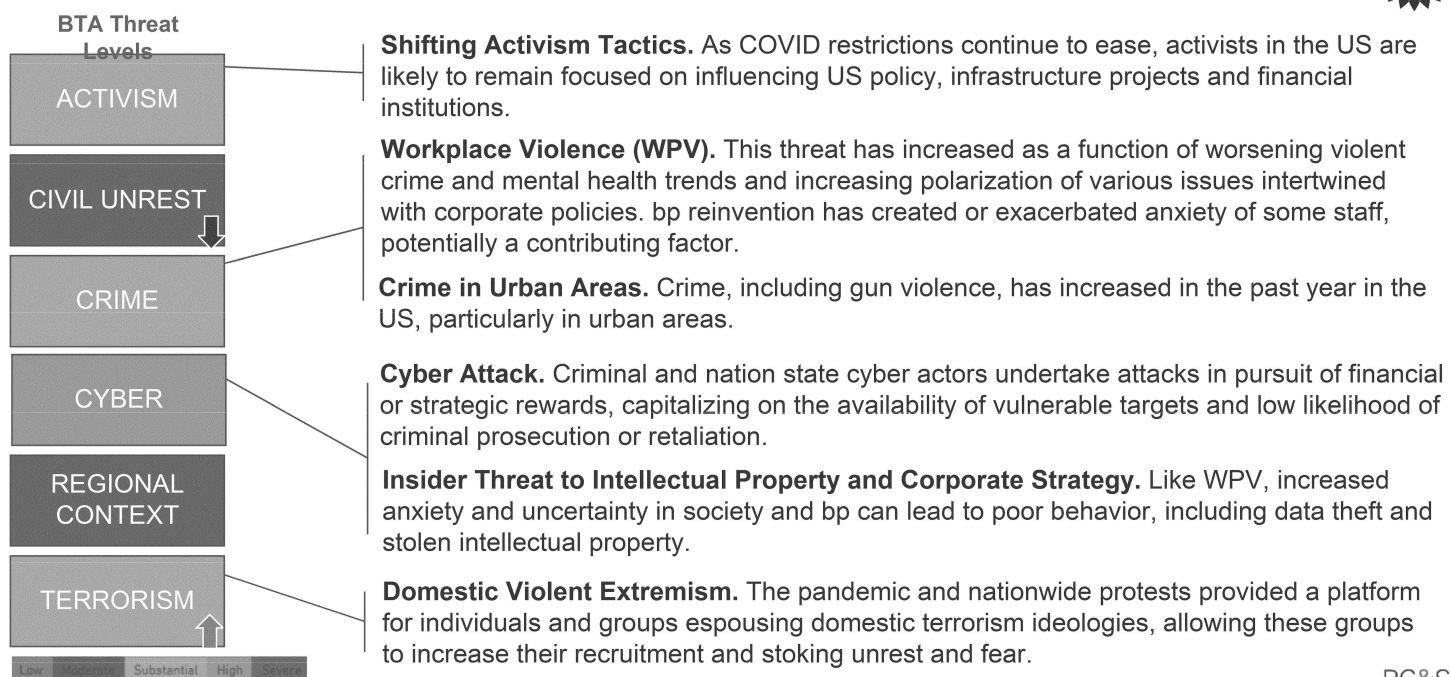 BTA Threat
Levels
ACTIVISM
CIVIL UNREST
CRIME
CYBER
REGIONAL
CONTEXT
TERRORISM
Low Moderate Substantial High Severe
Shifting Activism Tactics. As COVID restrictions continue to ease, activists in the US are
likely to remain focused on influencing US policy, infrastructure projects and financial
institutions.
Workplace Violence (WPV). This threat has increased as a function of worsening violent
crime and mental health trends and increasing polarization of various issues intertwined
with corporate policies. bp reinvention has created or exacerbated anxiety of some staff,
potentially a contributing factor.
Crime in Urban Areas. Crime, including gun violence, has increased in the past year in the
US, particularly in urban areas.
Cyber Attack. Criminal and nation state cyber actors undertake attacks in pursuit of financial
or strategic rewards, capitalizing on the availability of vulnerable targets and low likelihood of
criminal prosecution or retaliation.
Insider Threat to Intellectual Property and Corporate Strategy. Like WPV, increased
anxiety and uncertainty in society and bp can lead to poor behavior, including data theft and
stolen intellectual property.
Domestic Violent Extremism. The pandemic and nationwide protests provided a platform
for individuals and groups espousing domestic terrorism ideologies, allowing these groups
to increase their recruitment and stoking unrest and fear.